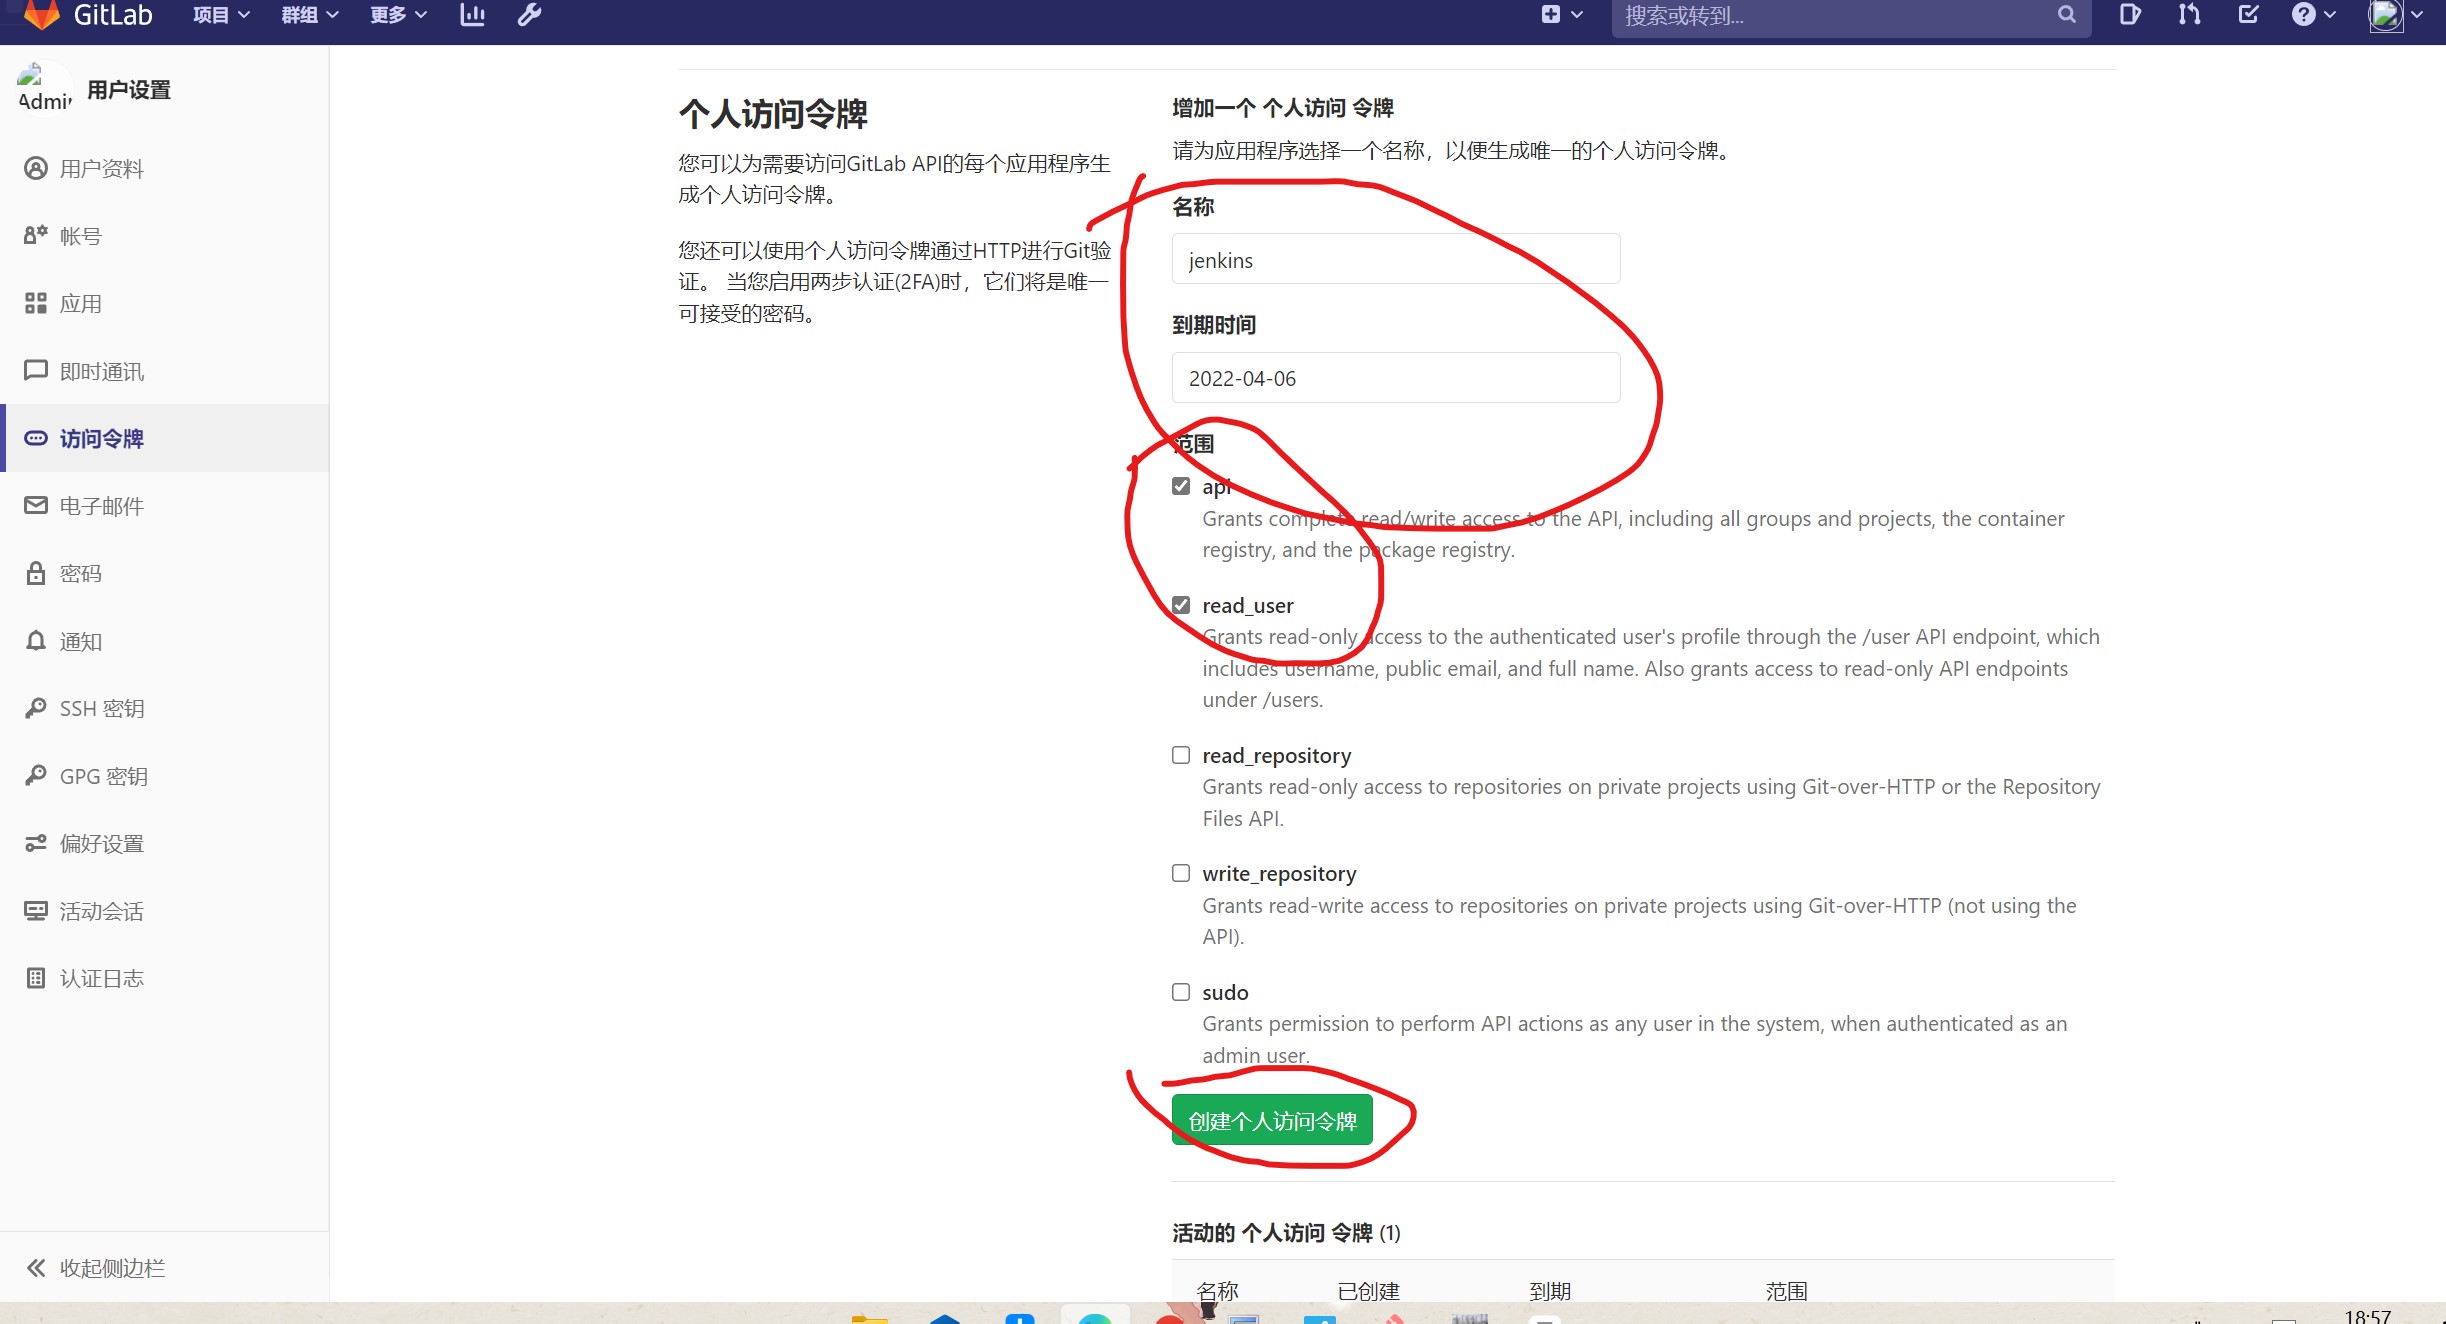 GitLab 项目 群组 更多 搜索或转到...
Admi 用户设置
用户资料
帐号
应用
即时通讯
访问令牌
电子邮件
密码
通知
SSH 密钥
GPG 密钥
偏好设置
活动会话
认证日志
收起侧边栏
个人访问令牌
您可以为需要访问GitLab API的每个应用程序生
成个人访问令牌。
您还可以使用个人访问令牌通过HTTP进行Git验
证。 当您启用两步认证(2FA)时，它们将是唯一
可接受的密码。
增加一个 个人访问 令牌
请为应用程序选择一个名称，以便生成唯一的个人访问令牌。
名称
jenkins
到期时间
2022-04-06
范围
api
Grants complete read/write access to the API, including all groups and projects, the container
registry, and the package registry.
read_user
Grants read-only access to the authenticated user's profile through the /user API endpoint, which
includes username, public email, and full name. Also grants access to read-only API endpoints
under /users.
read_repository
Grants read-only access to repositories on private projects using Git-over-HTTP or the Repository
Files API.
write_repository
Grants read-write access to repositories on private projects using Git-over-HTTP (not using the
API).
sudo
Grants permission to perform API actions as any user in the system, when authenticated as an
admin user.
创建个人访问令牌
活动的 个人访问 令牌 (1)
名称 已创建 到期 范围
18:57